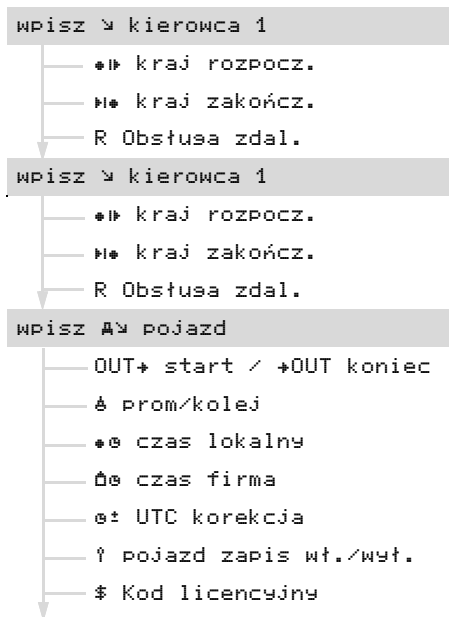 wpisz ⇘ kierowca 1
●I▶ kraj rozpocz.
▶I● kraj zakończ.
R Obsługa zdal.
wpisz ⇘ kierowca 1
●I▶ kraj rozpocz.
▶I● kraj zakończ.
R Obsługa zdal.
wpisz A⇘ pojazd
OUT→ start / →OUT koniec
prom/kolej
czas lokalny
czas firma
UTC korekcja
pojazd zapis wł./wył.
$ Kod licencyjny